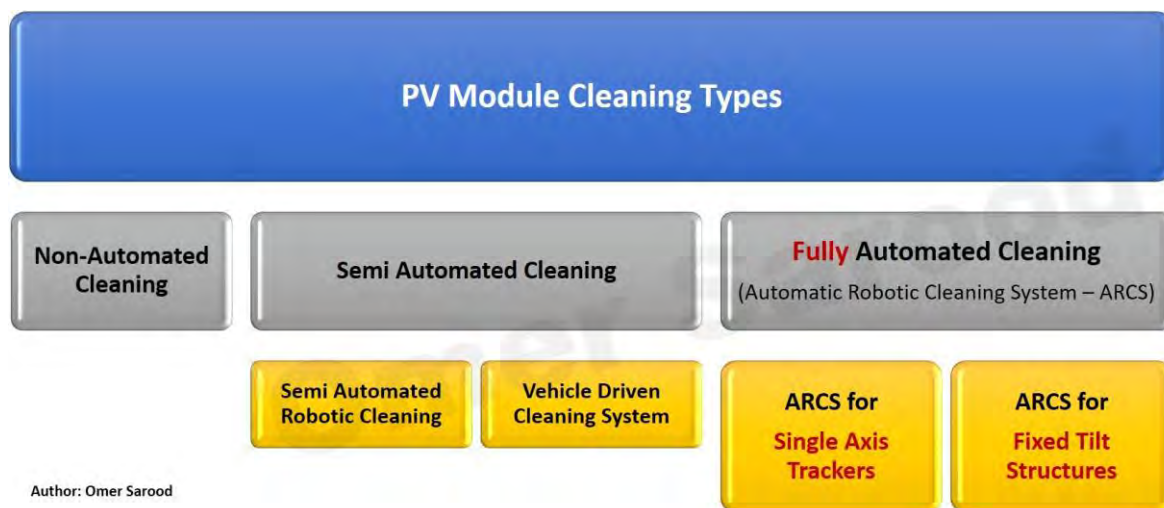 PV Module Cleaning Types
Non-Automated
Cleaning
Semi Automated Cleaning
Fully Automated Cleaning
(Automatic Robotic Cleaning System – ARCS)
Semi Automated
Robotic Cleaning
Vehicle Driven
Cleaning System
ARCS for
Single Axis
Trackers
ARCS for
Fixed Tilt
Structures
Author: Omer Sarood
Omer Sarood